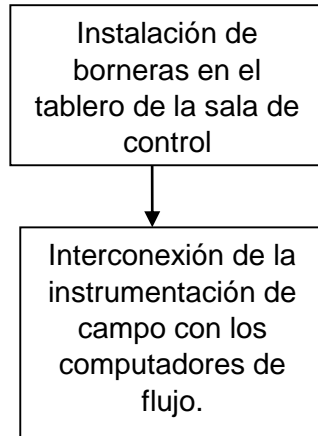 Instalación de
borneras en el
tablero de la sala de
control
Interconexión de la
instrumentación de
campo con los
computadores de
flujo.